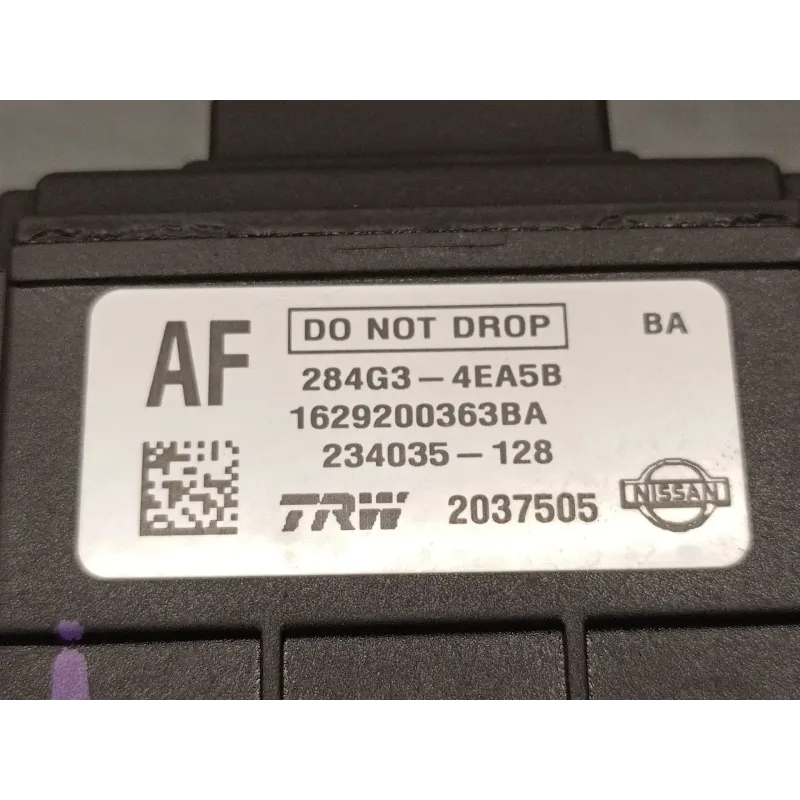 AF
DO NOT DROP
BA
284G3-4EA5B
1629200363BA
234035-128
TRW 2037505 NISSAN